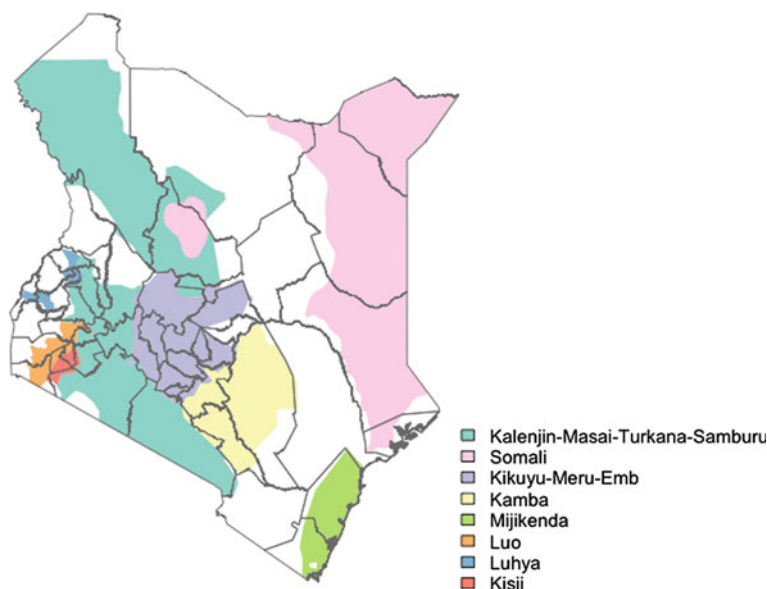 Kalenjin-Masai-Turkana-Samburu
Somali
Kikuyu-Meru-Emb
Kamba
Mijikenda
Luo
Luhya
Kisii